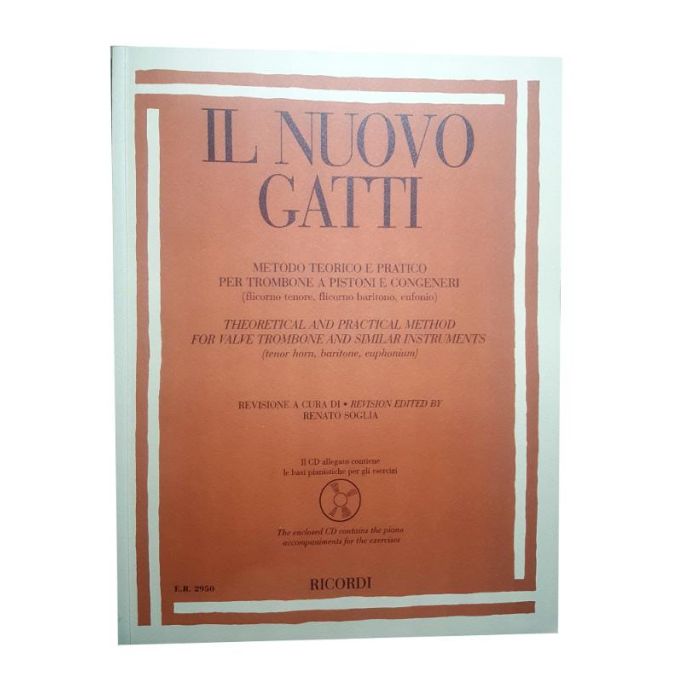 IL NUOVO
GATTI
METODO TEORICO E PRATICO
PER TROMBONE A PISTONI E CONGENERI
(flicorno tenore, flicorno baritono, eufonio)
THEORETICAL AND PRACTICAL METHOD
FOR VALVE TROMBONE AND SIMILAR INSTRUMENTS
(tenor horn, baritone, euphonium)
REVISIONE A CURA DI • REVISION EDITED BY
RENATO SOGLIA
Il CD allegato contiene
le basi pianistiche per gli esercizi
The enclosed CD contains the piano
accompaniments for the exercises
E.R. 2950
RICORDI